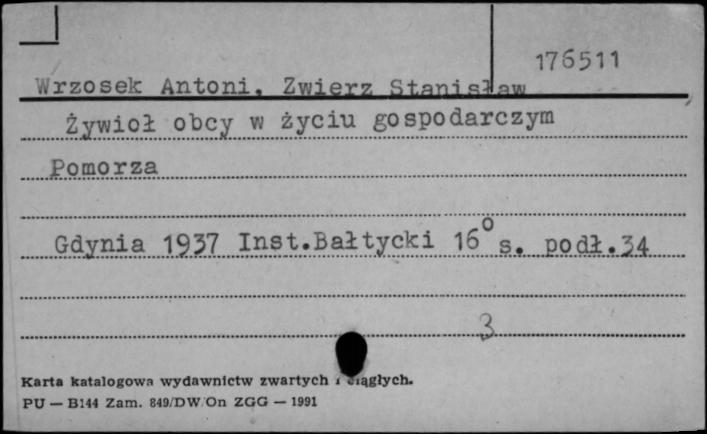 176511
Wrzosek Antoni, Zwierz Stanisław
Żywioł obcy w życiu gospodarczym
Pomorza
Gdynia 1937 Inst.Bałtycki 16° s. podł.34
3
Karta katalogowa wydawnictw zwartych i ciągłych.
PU — B144 Zam. 849/DW/On ZGG — 1991